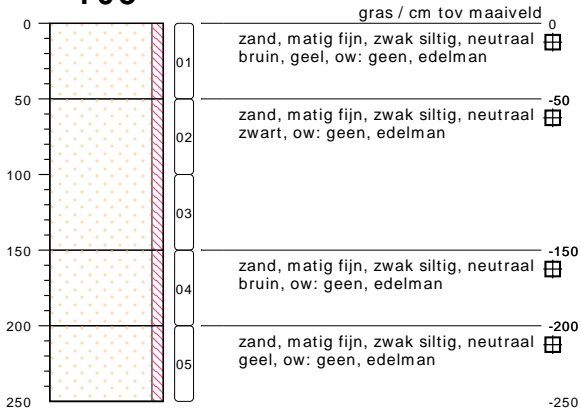 gras / cm tov maaiveld
0
0
zand, matig fijn, zwak siltig, neutraal
bruin, geel, ow: geen, edelman
01
50
-50
zand, matig fijn, zwak siltig, neutraal
zwart, ow: geen, edelman
02
100
03
150
-150
zand, matig fijn, zwak siltig, neutraal
bruin, ow: geen, edelman
04
200
-200
zand, matig fijn, zwak siltig, neutraal
geel, ow: geen, edelman
05
250
-250